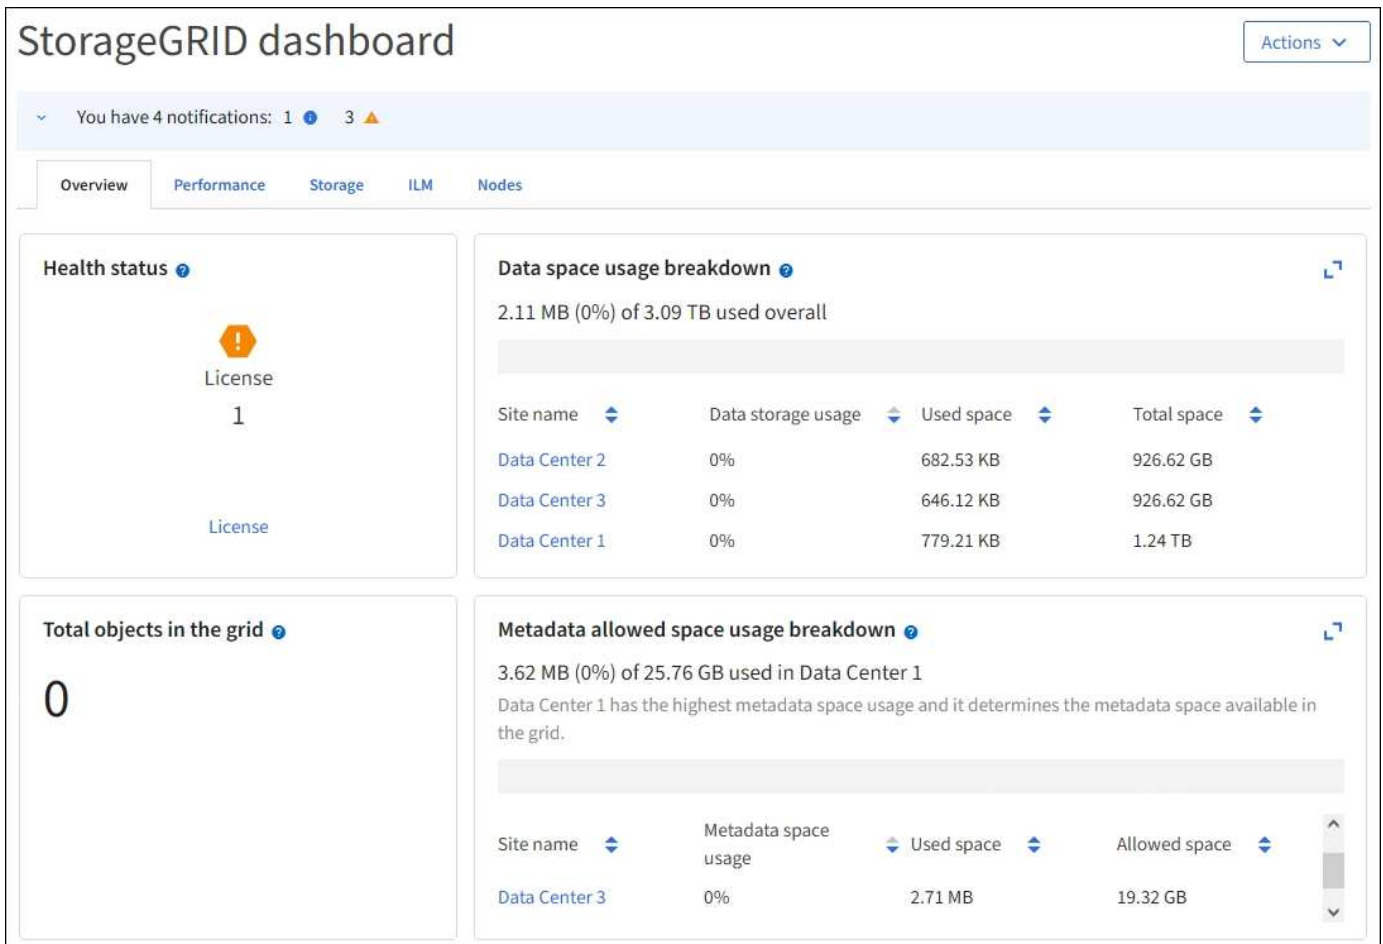 StorageGRID dashboard
Actions
You have 4 notifications: 1 3
Overview Performance Storage ILM Nodes
Health status
License
1
License
Data space usage breakdown
2.11 MB (0%) of 3.09 TB used overall
Site name Data storage usage Used space Total space
Data Center 2 0% 682.53 KB 926.62 GB
Data Center 3 0% 646.12 KB 926.62 GB
Data Center 1 0% 779.21 KB 1.24 TB
Total objects in the grid
0
Metadata allowed space usage breakdown
3.62 MB (0%) of 25.76 GB used in Data Center 1
Data Center 1 has the highest metadata space usage and it determines the metadata space available in
the grid.
Site name Metadata space usage Used space Allowed space
Data Center 3 0% 2.71 MB 19.32 GB